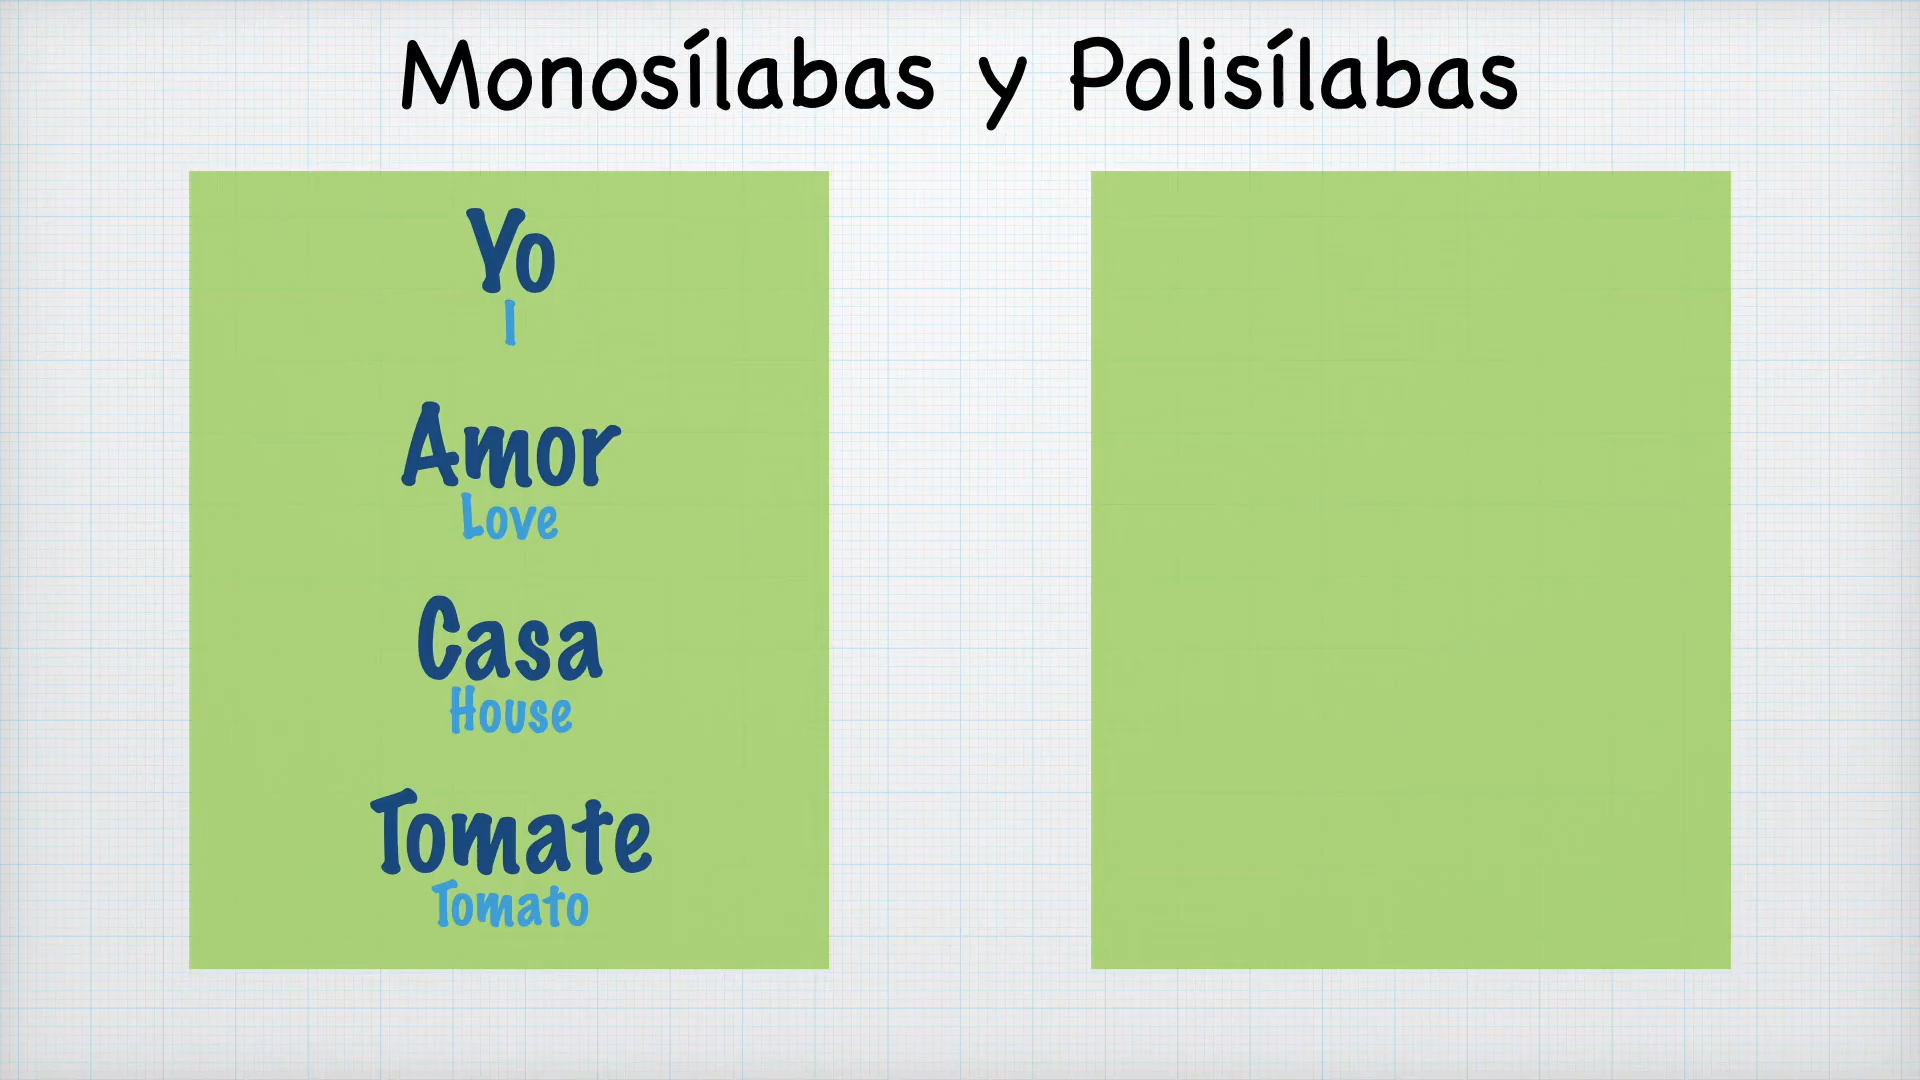 Monosílabas y Polisílabas
Yo
I
Amor
Love
Casa
House
Tomate
Tomato